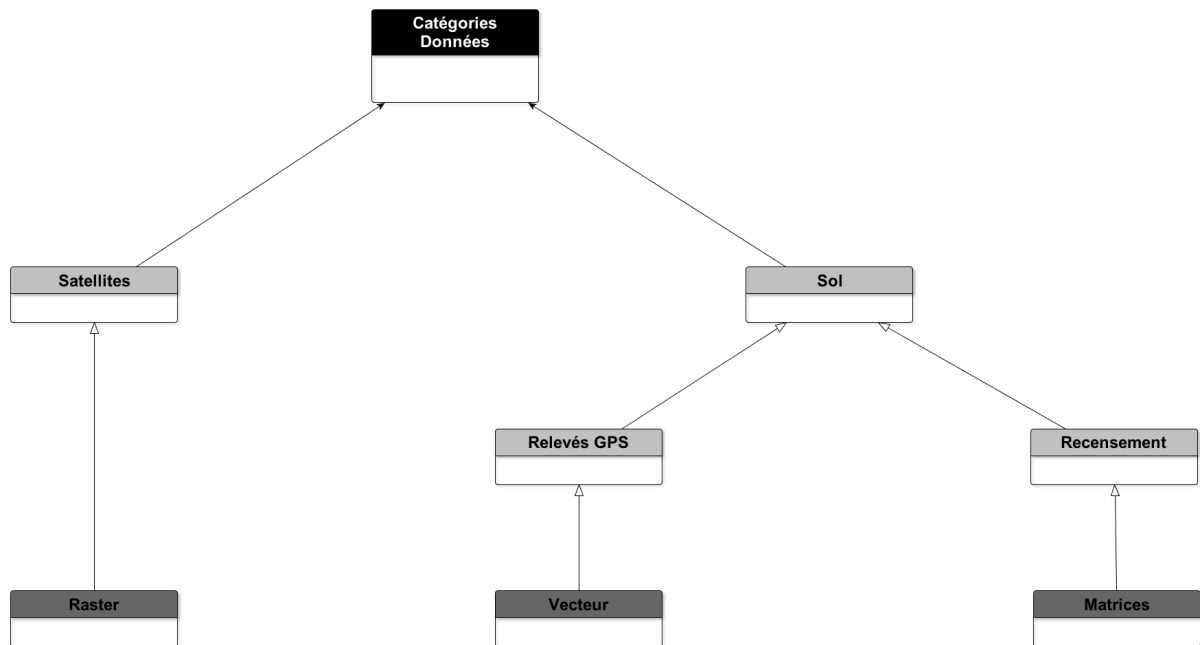 Catégories
Données
Satellites
Sol
Relevés GPS
Recensement
Raster
Vecteur
Matrices